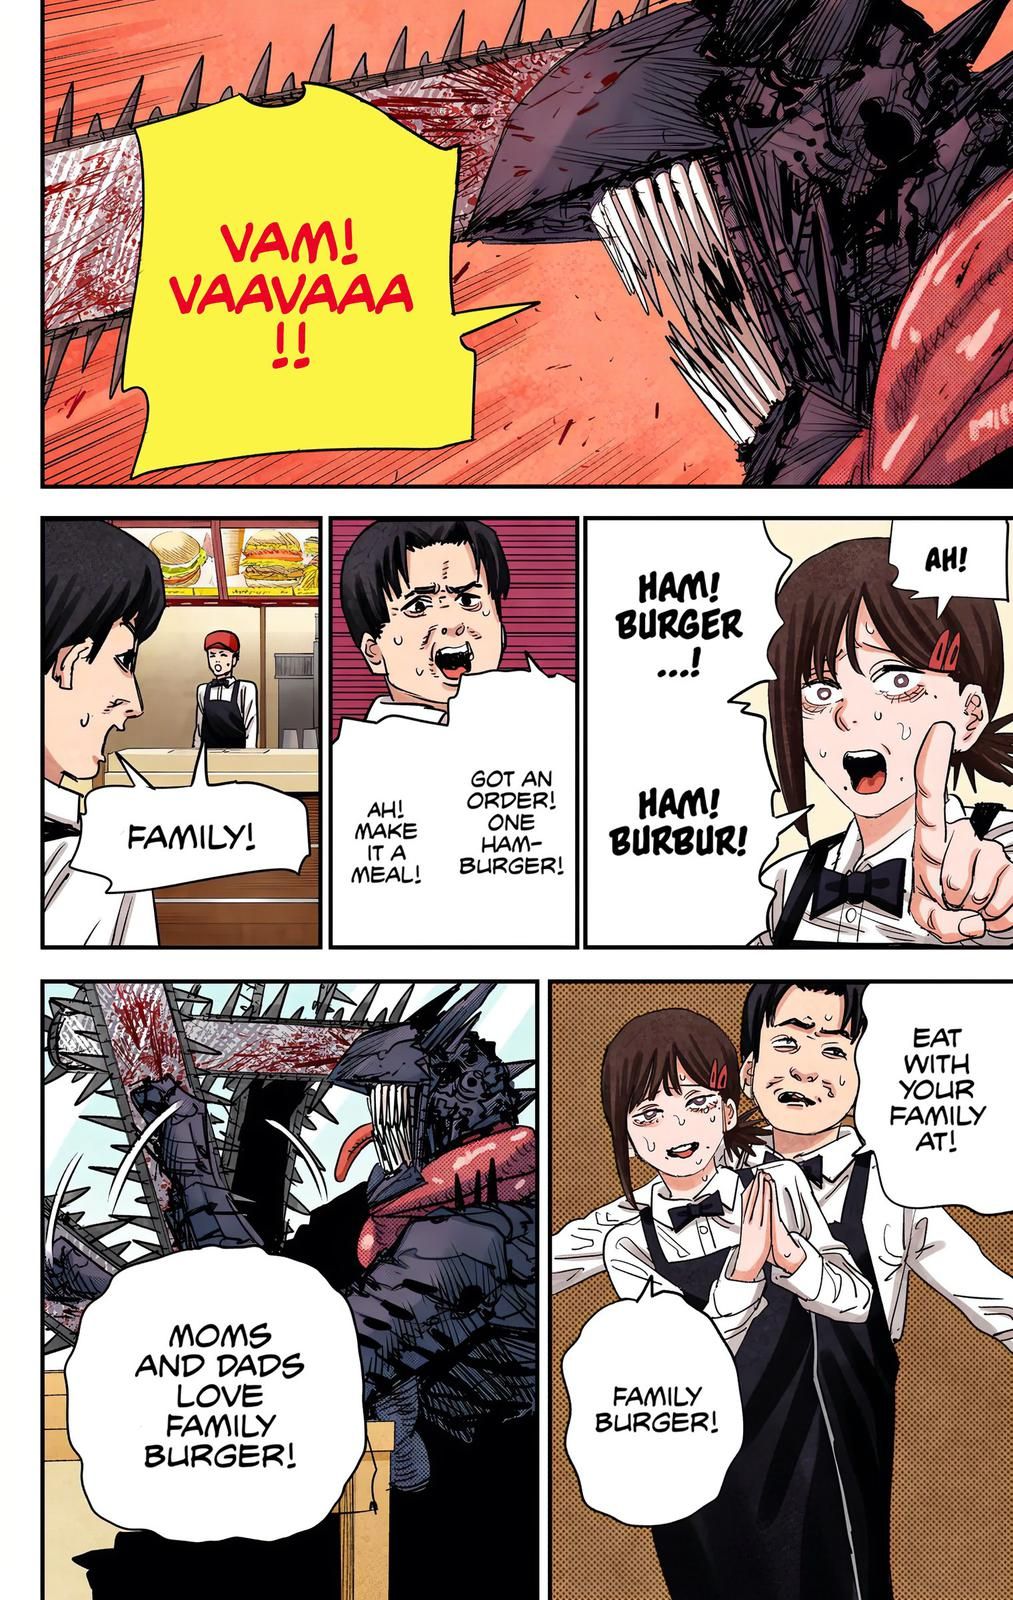 VAM!
VAAVAAA
!!
AH!
HAM!
BURGER
...!
HAM!
BURBUR!
GOT AN
ORDER!
ONE
HAM-
BURGER!
AH!
MAKE
IT A
MEAL!
FAMILY!
EAT
WITH
YOUR
FAMILY
AT!
FAMILY
BURGER!
MOMS
AND DADS
LOVE
FAMILY
BURGER!